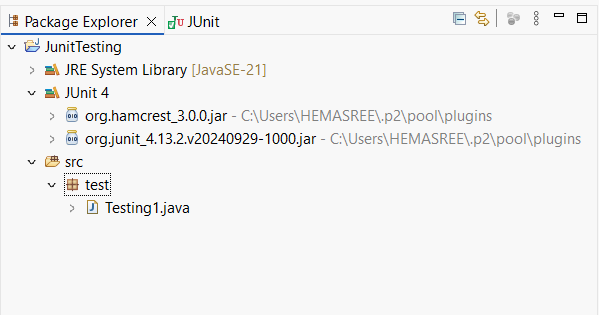 Package Explorer JUnit
JunitTesting
JRE System Library [JavaSE-21]
JUnit 4
org.hamcrest_3.0.0.jar - C:\Users\HEMASREE\.p2\pool\plugins
org.junit_4.13.2.v20240929-1000.jar - C:\Users\HEMASREE\.p2\pool\plugins
src
test
Testing1.java